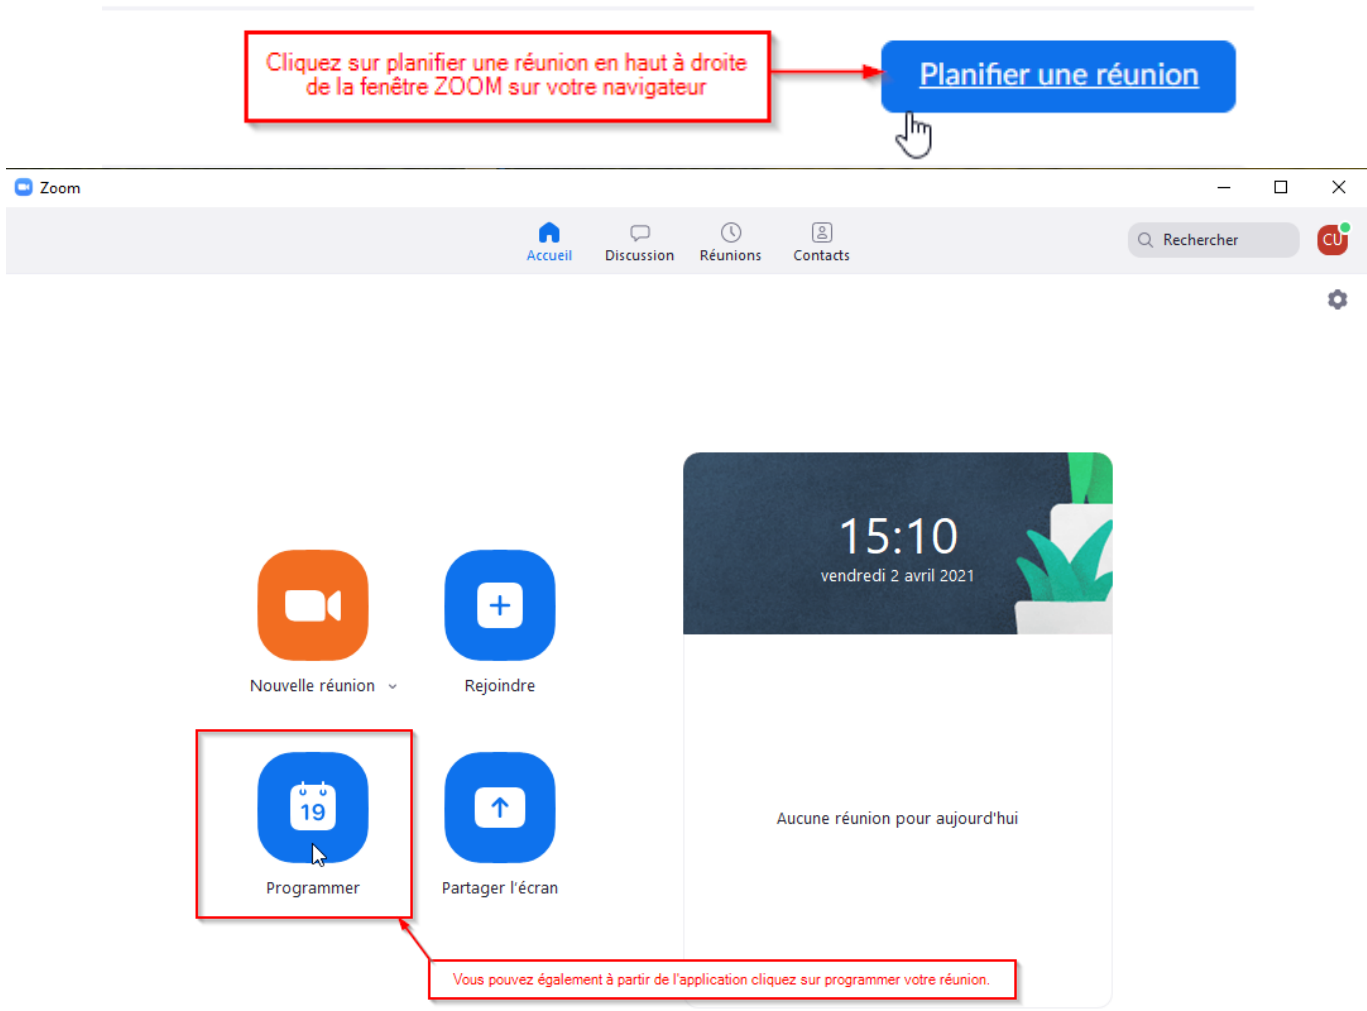 Cliquez sur planifier une réunion en haut à droite
de la fenêtre ZOOM sur votre navigateur
Planifier une réunion
Zoom
Accueil
Discussion
Réunions
Contacts
Rechercher
CU
15:10
vendredi 2 avril 2021
Nouvelle réunion
Rejoindre
19
Programmer
Partager l'écran
Aucune réunion pour aujourd'hui
Vous pouvez également à partir de l'application cliquez sur programmer votre réunion.